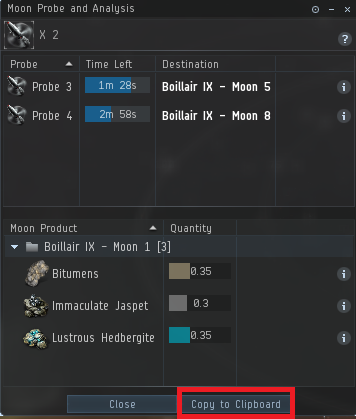 Moon Probe and Analysis
X 2
?
Probe Time Left Destination
Probe 3 1m 28s Boillair IX - Moon 5
Probe 4 2m 58s Boillair IX - Moon 8
Moon Product Quantity
Boillair IX - Moon 1 [3]
Bitumens 0.35
Immaculate Jaspet 0.3
Lustrous Hedbergite 0.35
Close Copy to Clipboard